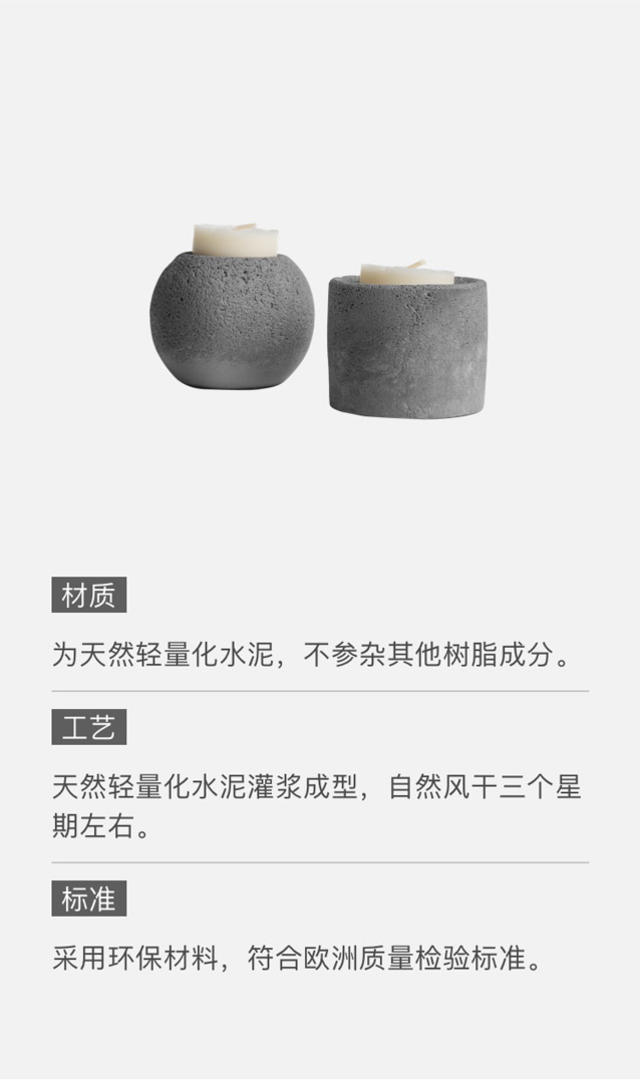 材质
为天然轻量化水泥，不参杂其他树脂成分。
工艺
天然轻量化水泥灌浆成型，自然风干三个星
期左右。
标准
采用环保材料，符合欧洲质量检验标准。